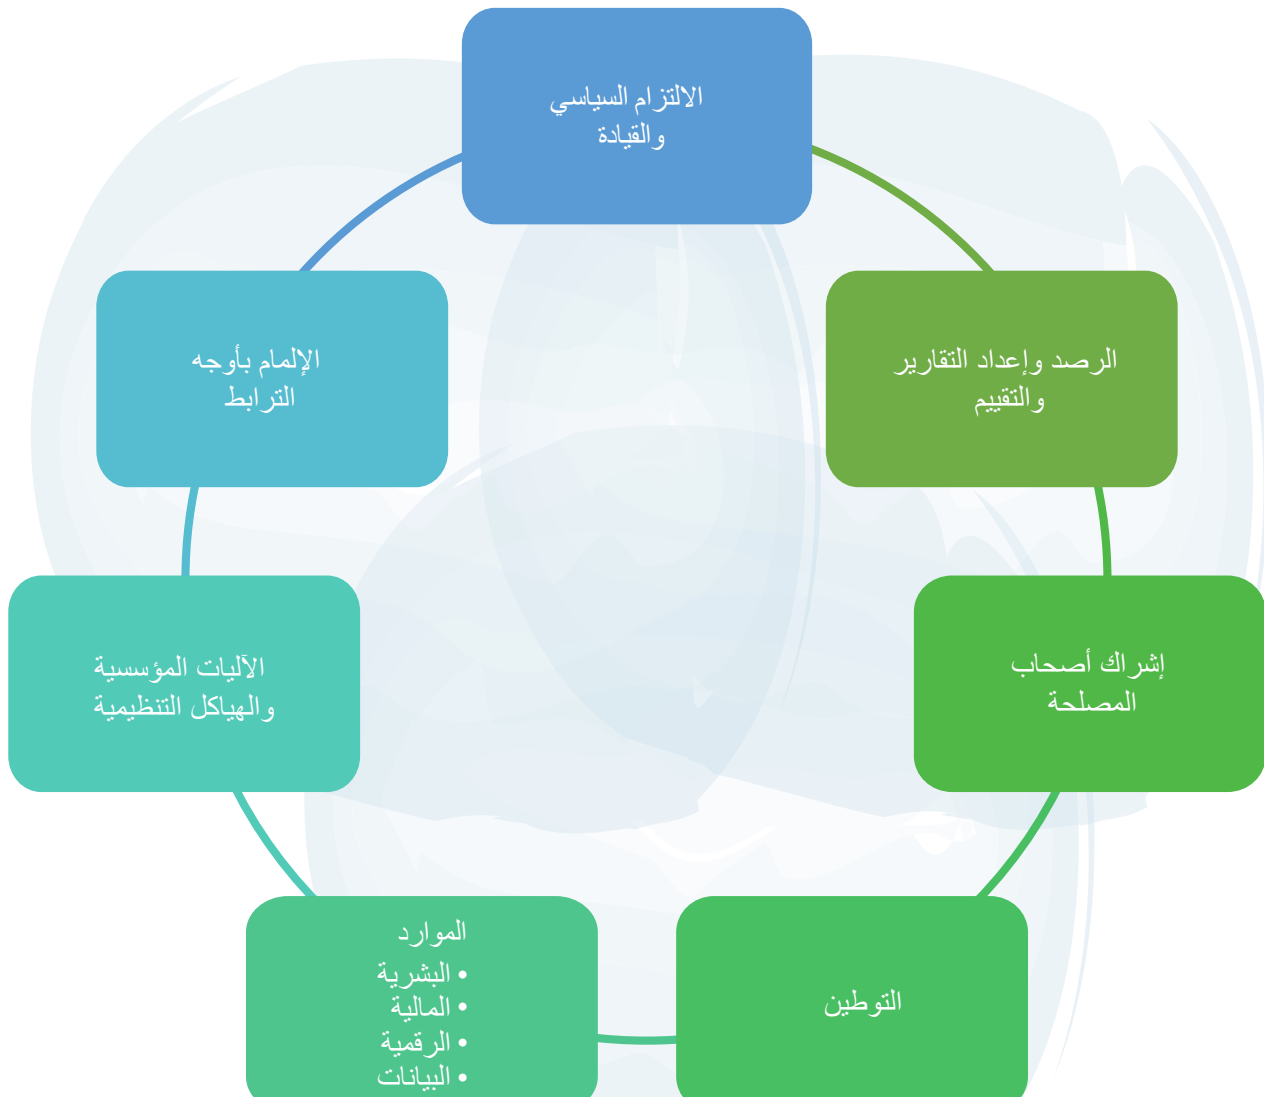 الالتزام السياسي
والقيادة
الرصد وإعداد التقارير
والتقييم
إشراك أصحاب
المصلحة
التوطين
الموارد
• البشرية
• المالية
• الرقمية
• البيانات
الآليات المؤسسية
والهياكل التنظيمية
الإلمام بأوجه
الترابط